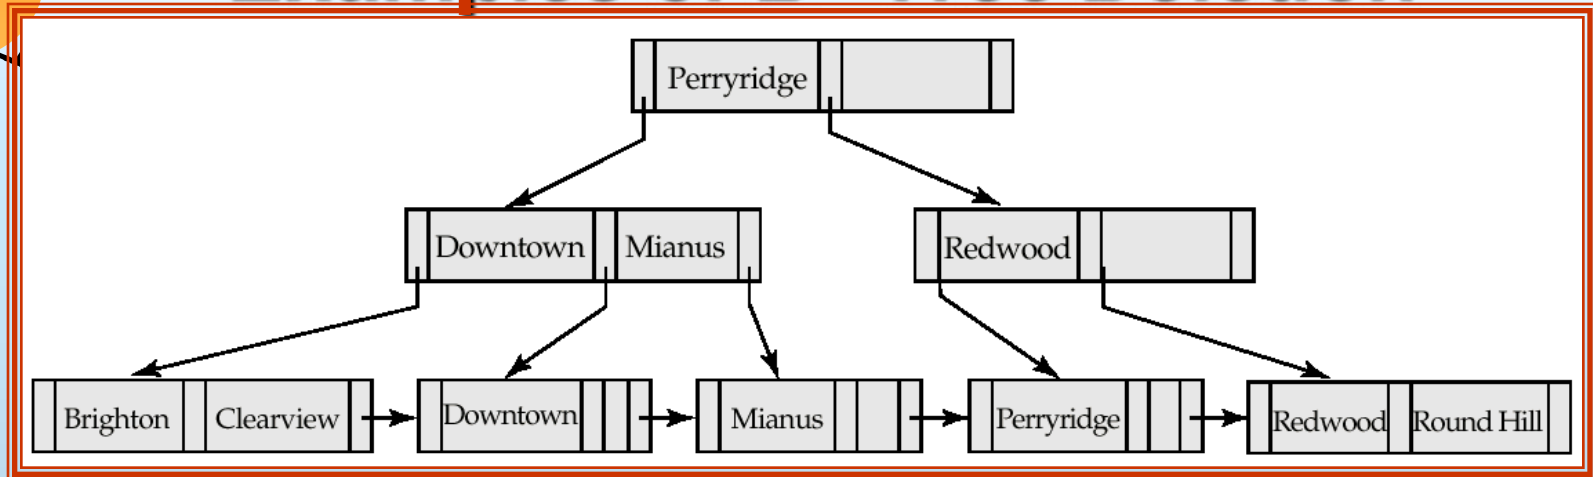 Perryridge
Downtown Mianus
Redwood
Brighton Clearview
Downtown
Mianus
Perryridge
Redwood Round Hill